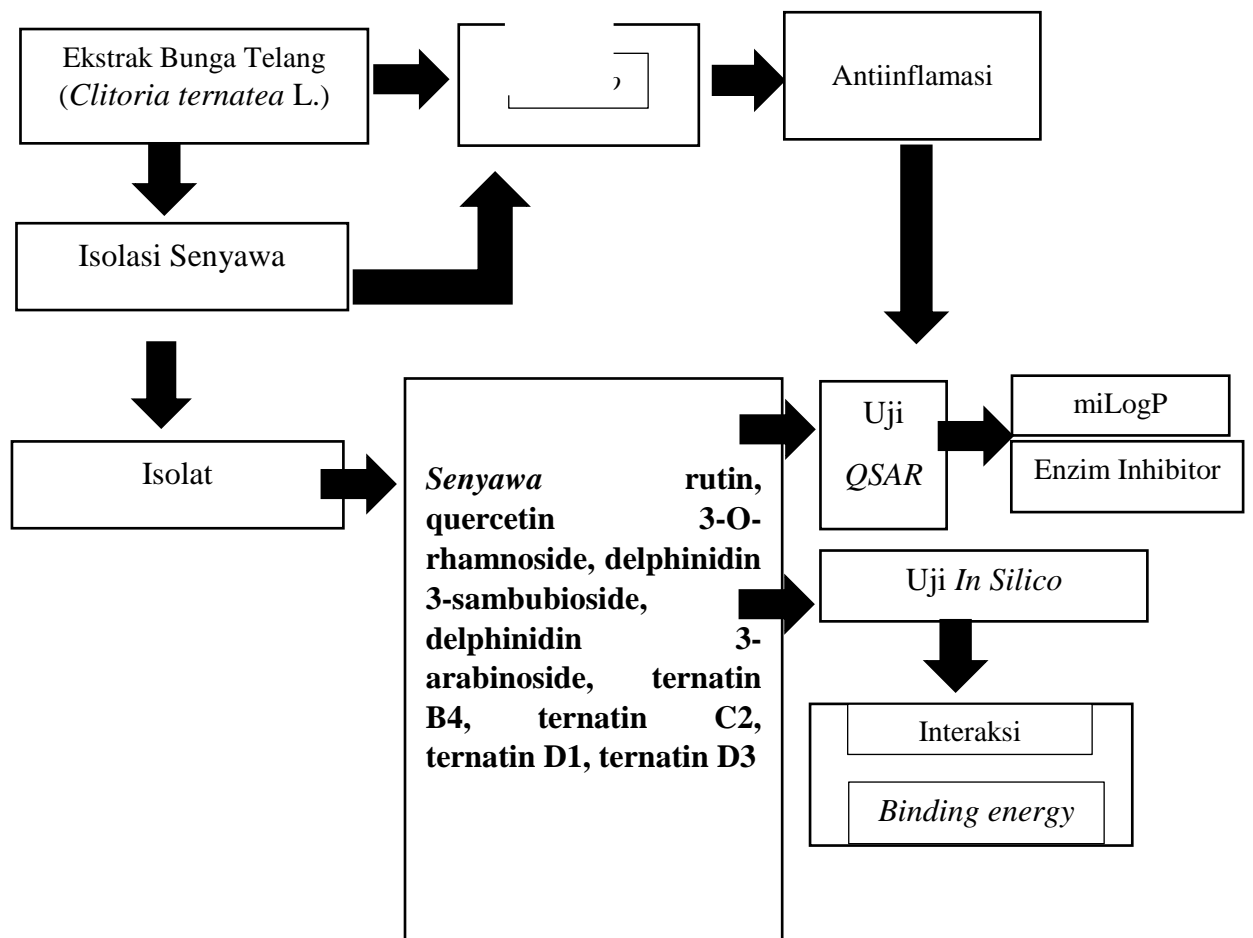 Ekstrak Bunga Telang
(Clitoria ternatea L.)
Antiinflamasi
Isolasi Senyawa
Isolat
Senyawa rutin,
quercetin 3-O-
rhamnoside, delphinidin
3-sambubioside,
delphinidin 3-
arabinoside, ternatin
B4, ternatin C2,
ternatin D1, ternatin D3
Uji
QSAR
miLogP
Enzim Inhibitor
Uji In Silico
Interaksi
Binding energy